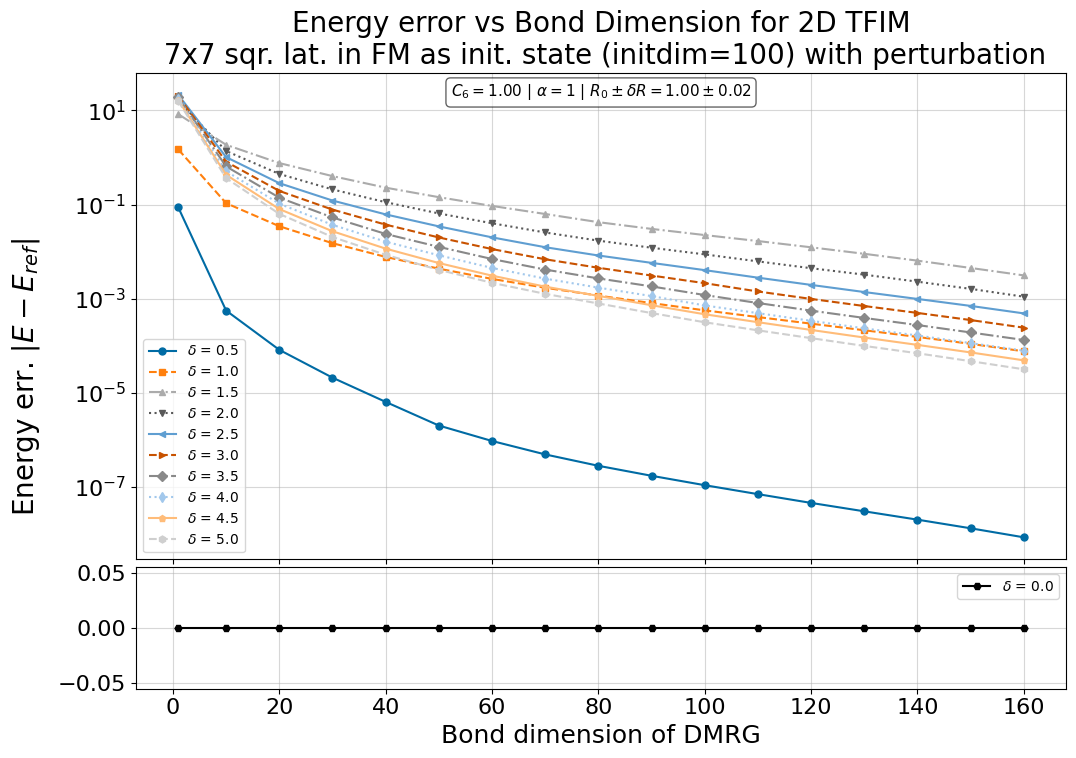 Energy error vs Bond Dimension for 2D TFIM
7x7 sqr. lat. in FM as init. state (initdim=100) with perturbation
C₆ = 1.00 | α = 1 | R₀ ± δR = 1.00 ± 0.02
Energy err. |E − E_ref|
10¹
10⁻¹
10⁻³
10⁻⁵
10⁻⁷
δ = 0.5
δ = 1.0
δ = 1.5
δ = 2.0
δ = 2.5
δ = 3.0
δ = 3.5
δ = 4.0
δ = 4.5
δ = 5.0
0.05
0.00
−0.05
δ = 0.0
0 20 40 60 80 100 120 140 160
Bond dimension of DMRG